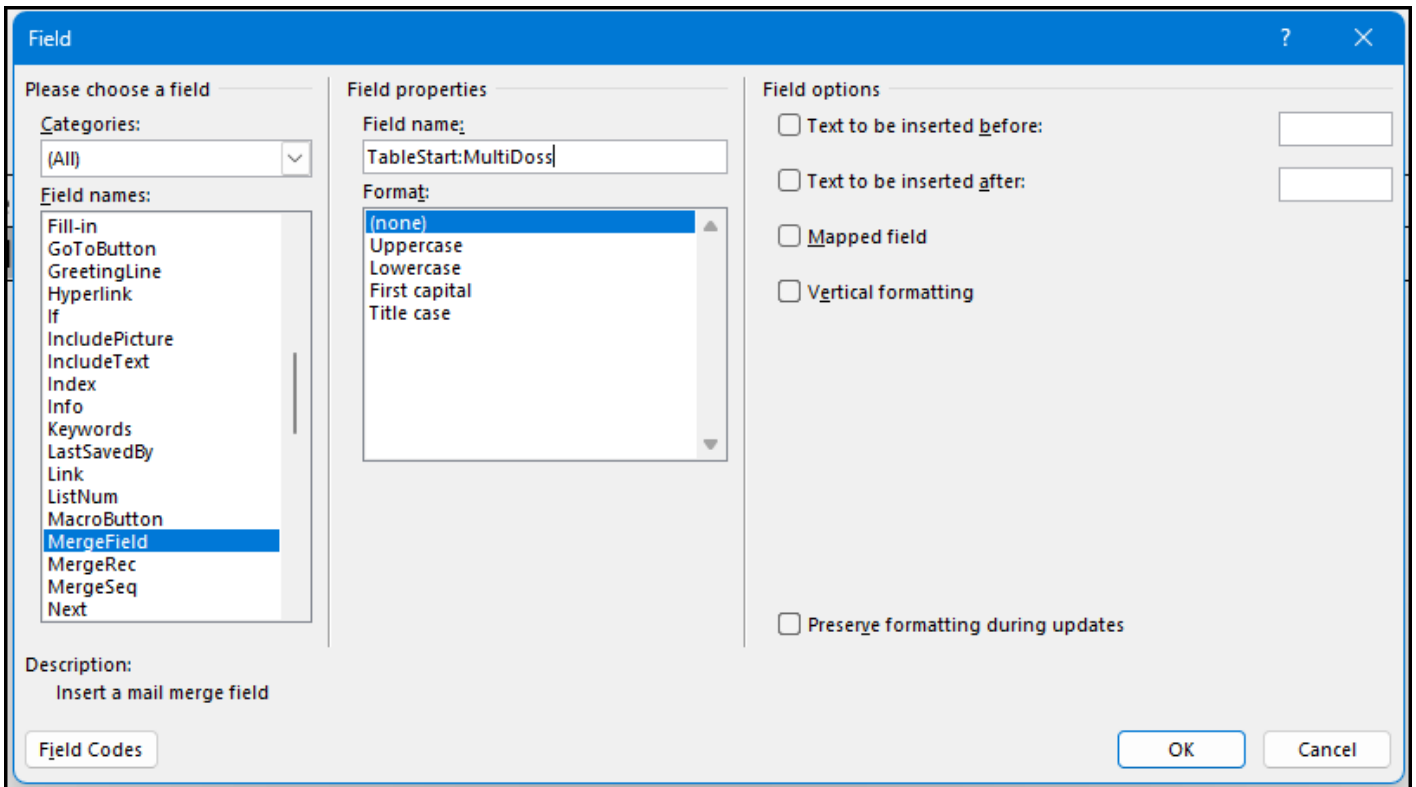 Field
?
Please choose a field
Categories:
(All)
Field names:
Fill-in
GoToButton
GreetingLine
Hyperlink
If
IncludePicture
IncludeText
Index
Info
Keywords
LastSavedBy
Link
ListNum
MacroButton
MergeField
MergeRec
MergeSeq
Next
Field properties
Field name:
TableStart:MultiDoss
Format:
(none)
Uppercase
Lowercase
First capital
Title case
Field options
Text to be inserted before:
Text to be inserted after:
Mapped field
Vertical formatting
Preserve formatting during updates
Description:
Insert a mail merge field
Field Codes
OK
Cancel